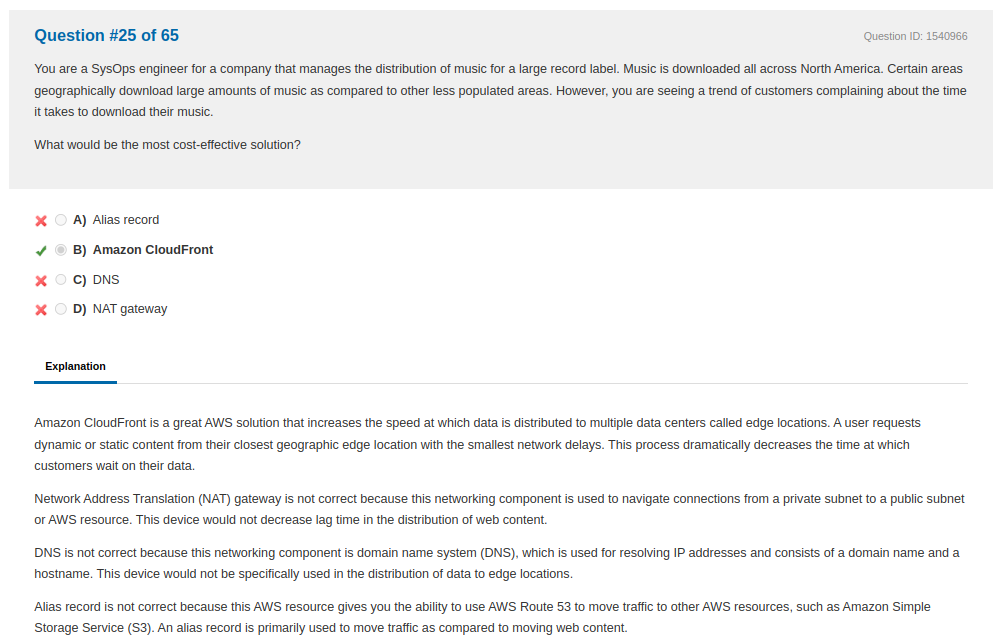 Question #25 of 65
Question ID: 1540966
You are a SysOps engineer for a company that manages the distribution of music for a large record label. Music is downloaded all across North America. Certain areas
geographically download large amounts of music as compared to other less populated areas. However, you are seeing a trend of customers complaining about the time
it takes to download their music.
What would be the most cost-effective solution?
A) Alias record
B) Amazon CloudFront
C) DNS
D) NAT gateway
Explanation
Amazon CloudFront is a great AWS solution that increases the speed at which data is distributed to multiple data centers called edge locations. A user requests
dynamic or static content from their closest geographic edge location with the smallest network delays. This process dramatically decreases the time at which
customers wait on their data.
Network Address Translation (NAT) gateway is not correct because this networking component is used to navigate connections from a private subnet to a public subnet
or AWS resource. This device would not decrease lag time in the distribution of web content.
DNS is not correct because this networking component is domain name system (DNS), which is used for resolving IP addresses and consists of a domain name and a
hostname. This device would not be specifically used in the distribution of data to edge locations.
Alias record is not correct because this AWS resource gives you the ability to use AWS Route 53 to move traffic to other AWS resources, such as Amazon Simple
Storage Service (S3). An alias record is primarily used to move traffic as compared to moving web content.